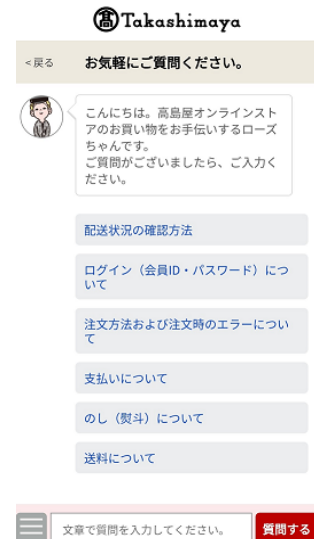 髙 Takashimaya
<戻る お気軽にご質問ください。
こんにちは。高島屋オンラインスト
アのお買い物をお手伝いするローズ
ちゃんです。
ご質問がございましたら、ご入力く
ださい。
配送状況の確認方法
ログイン（会員ID・パスワード）につ
いて
注文方法および注文時のエラーについ
て
支払いについて
のし（熨斗）について
送料について
文章で質問を入力してください。 質問する